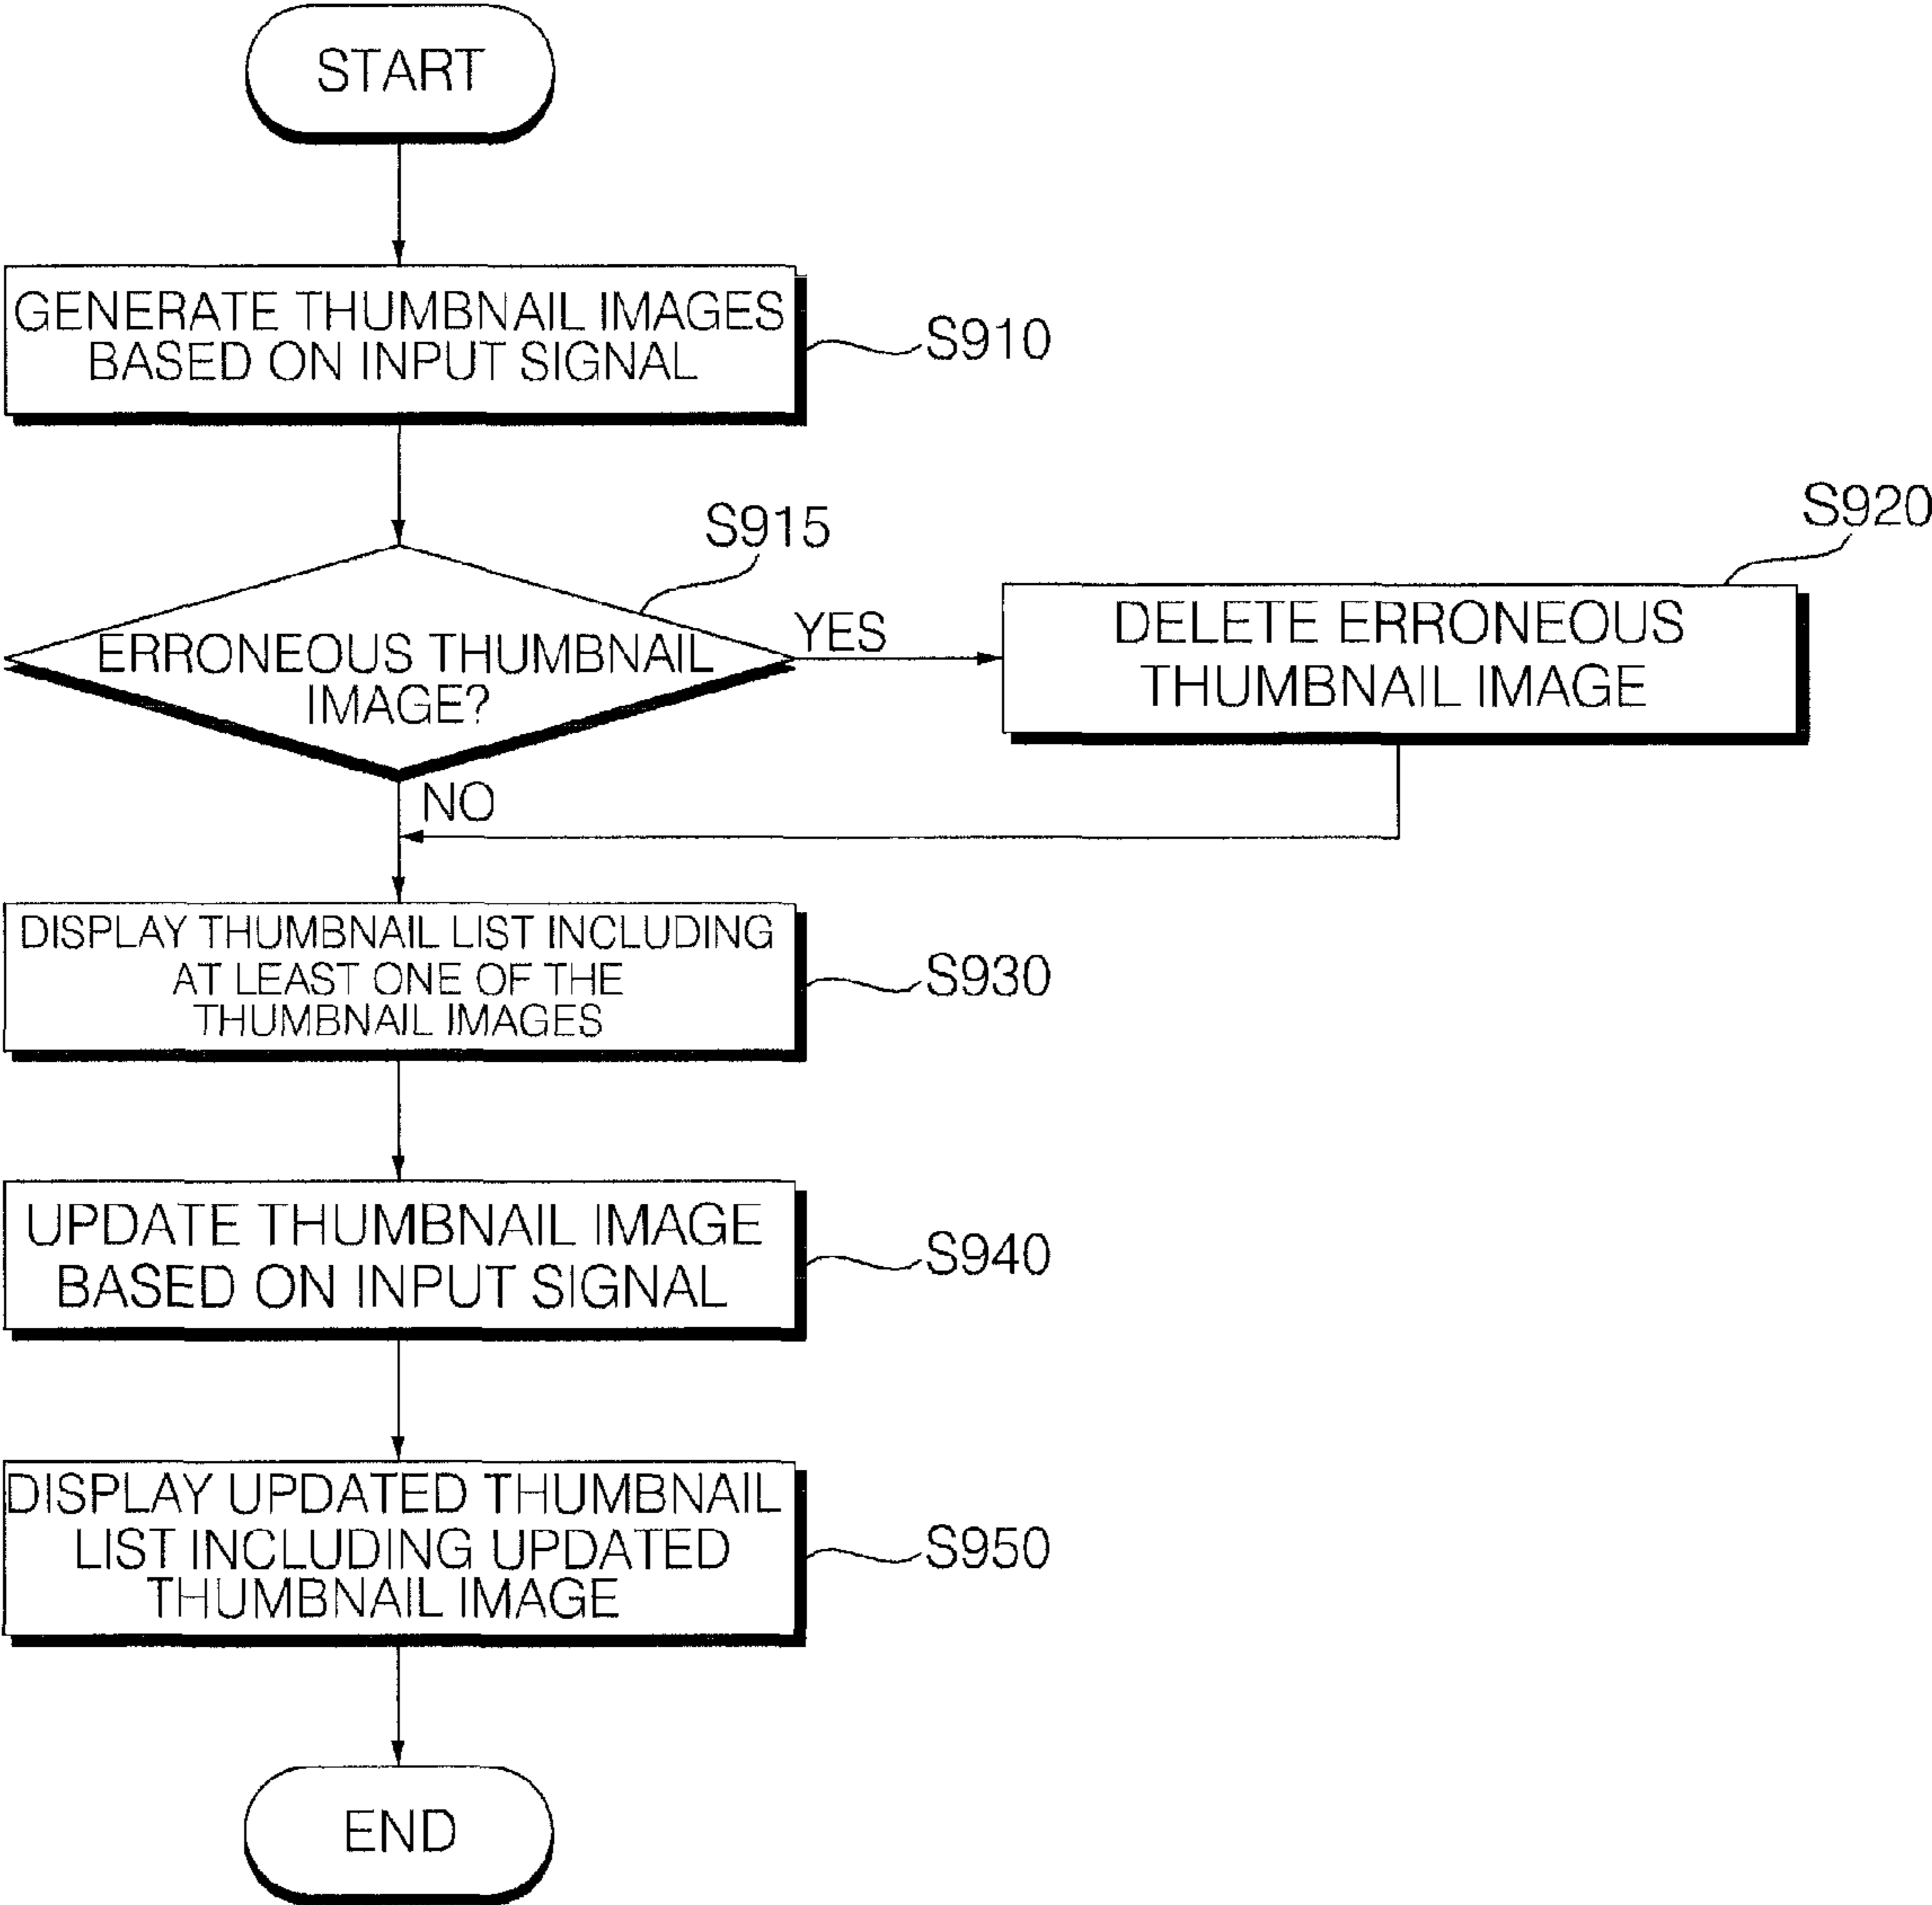 START
GENERATE THUMBNAIL IMAGES
BASED ON INPUT SIGNAL
S910
S915
ERRONEOUS THUMBNAIL
IMAGE?
YES
S920
DELETE ERRONEOUS
THUMBNAIL IMAGE
NO
DISPLAY THUMBNAIL LIST INCLUDING
AT LEAST ONE OF THE
THUMBNAIL IMAGES
S930
UPDATE THUMBNAIL IMAGE
BASED ON INPUT SIGNAL
S940
DISPLAY UPDATED THUMBNAIL
LIST INCLUDING UPDATED
THUMBNAIL IMAGE
S950
END